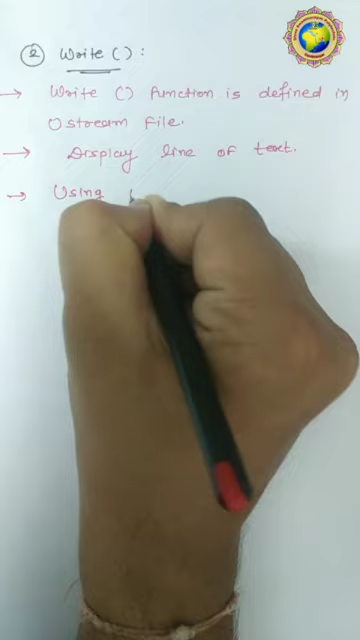 ② Write ( ) :
→ Write ( ) function is defined in
Ostream File.
→ Display line of text.
→ Using